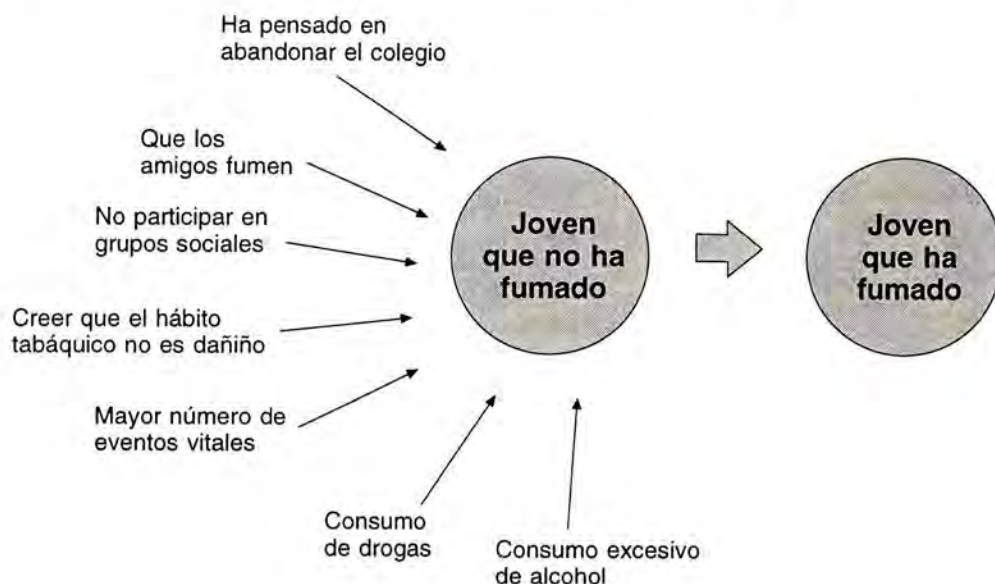 Ha pensado en
abandonar el colegio
Que los
amigos fumen
No participar en
grupos sociales
Creer que el hábito
tabáquico no es dañiño
Mayor número de
eventos vitales
Consumo
de drogas
Consumo excesivo
de alcohol
Joven
que no ha
fumado
Joven
que ha
fumado